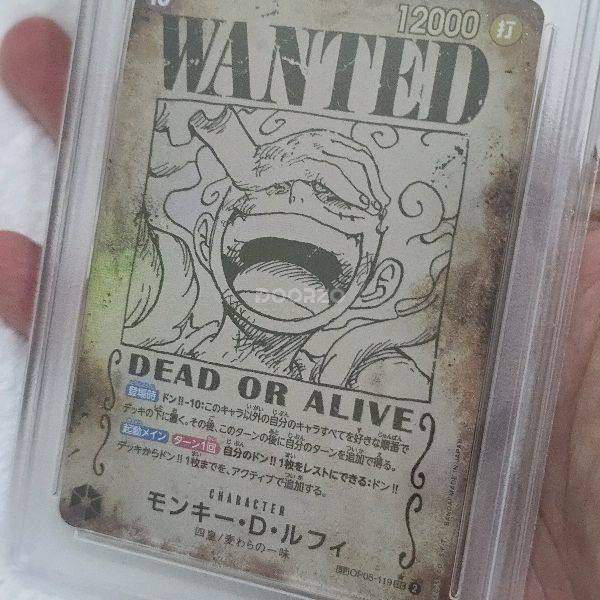 10
12000 打
WANTED
DOORZO
DEAD OR ALIVE
登場時 ドン!!-10:このキャラ以外の自分のキャラすべてを好きな順番で
デッキの下に置く。その後、このターンの後に自分のターンを追加で得る。
起動メイン ターン1回 自分のドン!!1枚をレストにできる:ドン!!
デッキからドン!!1枚までを、アクティブで追加する。
CHARACTER
モンキー・D・ルフィ
四皇/麦わらの一味
OP05-119 SEC 2